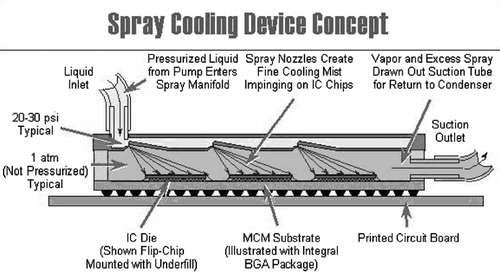 Spray Cooling Device Concept
Liquid
Inlet
Pressurized Liquid
from Pump Enters
Spray Manifold
Spray Nozzles Create
Fine Cooling Mist
Impinging on IC Chips
Vapor and Excess Spray
Drawn Out Suction Tube
for Return to Condenser
20-30 psi
Typical
Suction
Outlet
1 atm
(Not Pressurized)
Typical
IC Die
(Shown Flip-Chip
Mounted with Underfill)
MCM Substrate
(Illustrated with Integral
BGA Package)
Printed Circuit Board